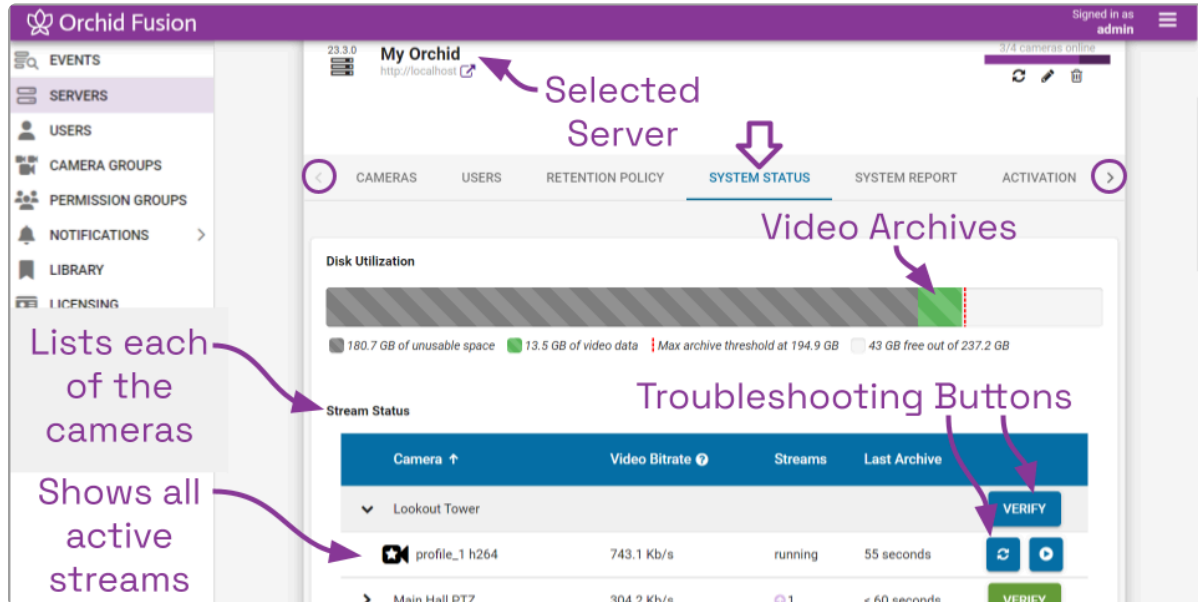 Orchid Fusion
Signed in as
admin
EVENTS
SERVERS
USERS
CAMERA GROUPS
PERMISSION GROUPS
NOTIFICATIONS
LIBRARY
LICENSING
23.3.0
My Orchid
http://localhost
3/4 cameras online
Selected
Server
CAMERAS USERS RETENTION POLICY SYSTEM STATUS SYSTEM REPORT ACTIVATION
Video Archives
Disk Utilization
180.7 GB of unusable space 13.5 GB of video data Max archive threshold at 194.9 GB 43 GB free out of 237.2 GB
Lists each
of the
cameras
Troubleshooting Buttons
Stream Status
Camera ↑ Video Bitrate ? Streams Last Archive
Lookout Tower VERIFY
Shows all
active
streams
profile_1 h264 743.1 Kb/s running 55 seconds
Main Hall PTZ 304.2 Kb/s 1 < 60 seconds VERIFY